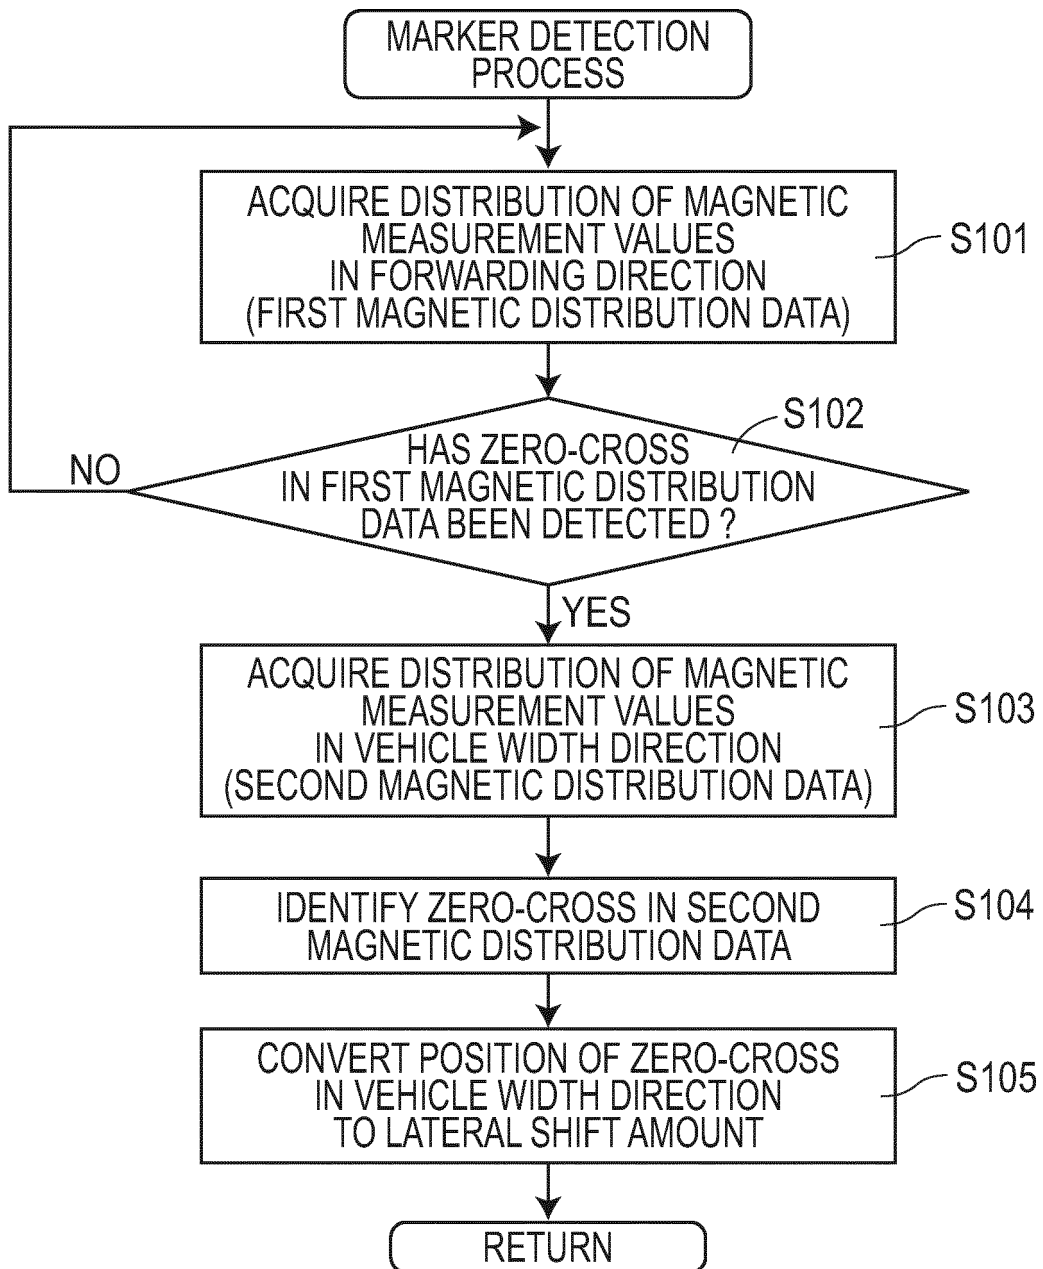 MARKER DETECTION
PROCESS
ACQUIRE DISTRIBUTION OF MAGNETIC
MEASUREMENT VALUES
IN FORWARDING DIRECTION
(FIRST MAGNETIC DISTRIBUTION DATA)
S101
S102
HAS ZERO-CROSS
IN FIRST MAGNETIC DISTRIBUTION
DATA BEEN DETECTED ?
NO
YES
ACQUIRE DISTRIBUTION OF MAGNETIC
MEASUREMENT VALUES
IN VEHICLE WIDTH DIRECTION
(SECOND MAGNETIC DISTRIBUTION DATA)
S103
IDENTIFY ZERO-CROSS IN SECOND
MAGNETIC DISTRIBUTION DATA
S104
CONVERT POSITION OF ZERO-CROSS
IN VEHICLE WIDTH DIRECTION
TO LATERAL SHIFT AMOUNT
S105
RETURN